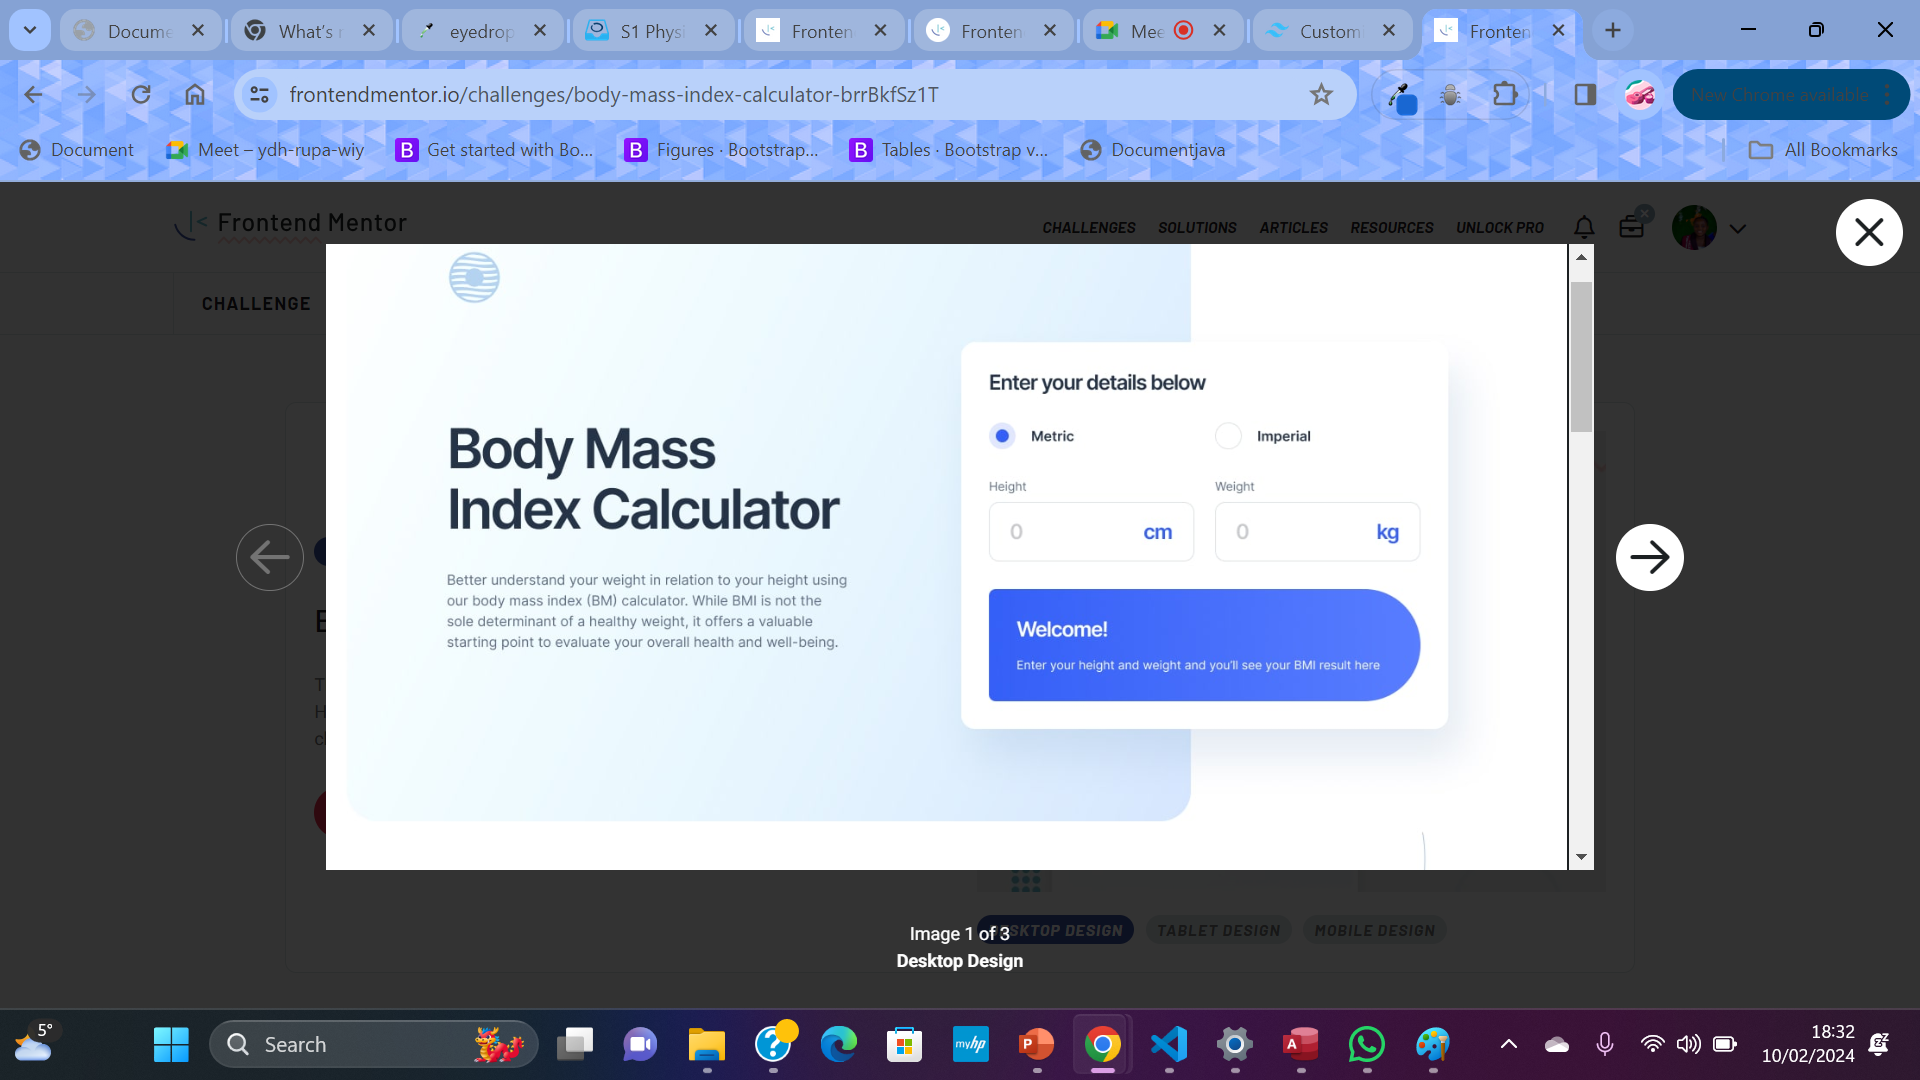 Docume
What's
eyedrop
S1 Physi
Fronten
Fronten
Mee
Custom
Fronten
frontendmentor.io/challenges/body-mass-index-calculator-brrBkfSz1T
New Chrome available
Document
Meet – ydh-rupa-wiy
Get started with Bo...
Figures · Bootstrap...
Tables · Bootstrap v...
Documentjava
All Bookmarks
Frontend Mentor
CHALLENGES
SOLUTIONS
ARTICLES
RESOURCES
UNLOCK PRO
CHALLENGE
Body Mass
Index Calculator
Better understand your weight in relation to your height using
our body mass index (BM) calculator. While BMI is not the
sole determinant of a healthy weight, it offers a valuable
starting point to evaluate your overall health and well-being.
Enter your details below
Metric
Imperial
Height
Weight
0
cm
0
kg
Welcome!
Enter your height and weight and you'll see your BMI result here
Image 1 of 3
Desktop Design
SKTOP DESIGN
TABLET DESIGN
MOBILE DESIGN
5°
Search
myhp
18:32
10/02/2024